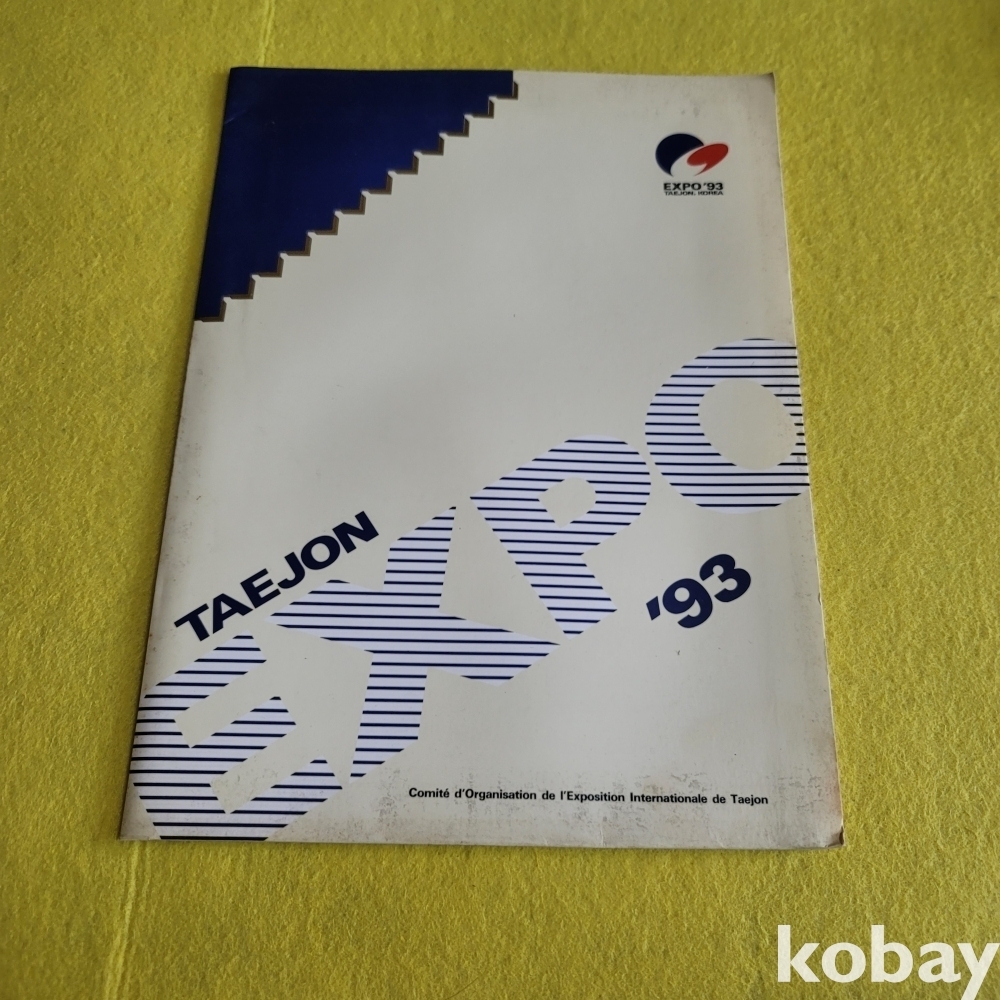 EXPO '93
TAEJON, KOREA
TAEJON
EXPO
'93
Comité d'Organisation de l'Exposition Internationale de Taejon
kobay